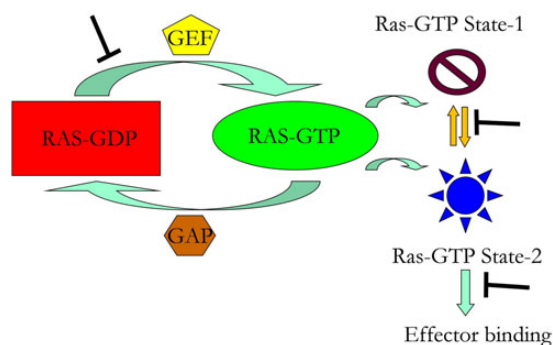 Ras-GTP State-1
GEF
RAS-GDP
RAS-GTP
GAP
Ras-GTP State-2
Effector binding